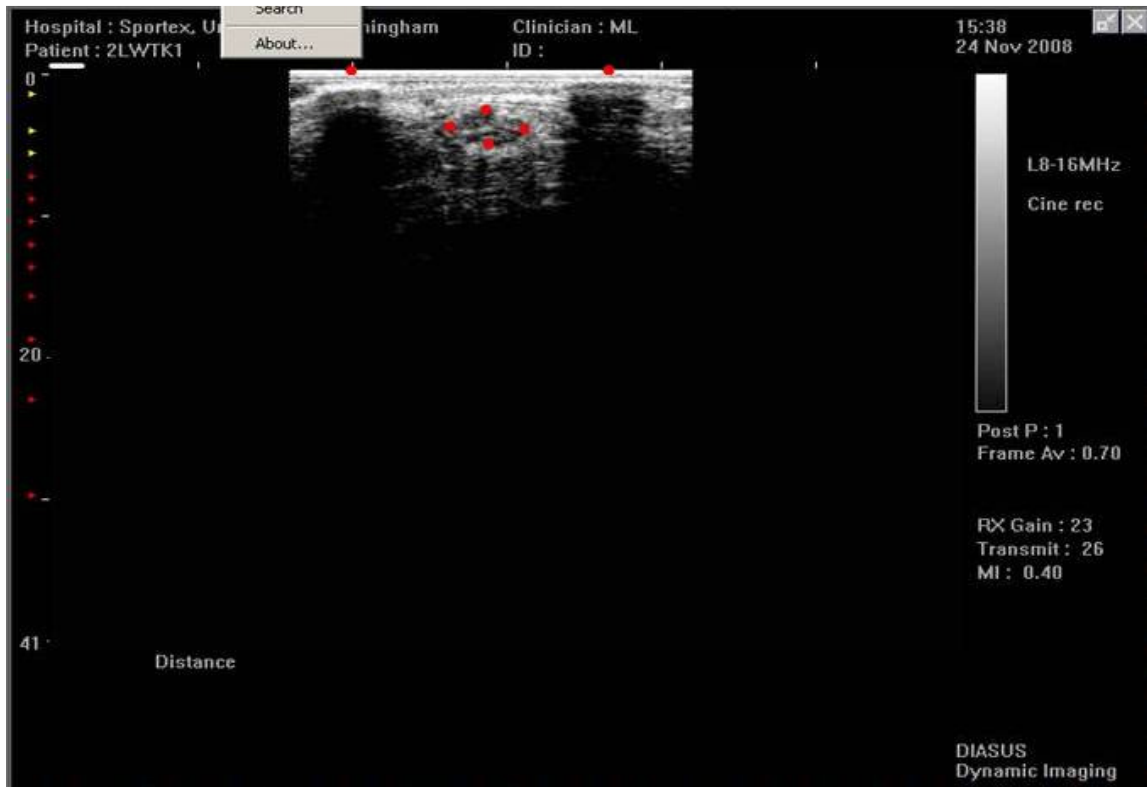 Search
Hospital : Sportex, Un ningham Clinician : ML 15:38
About...
Patient : 2LWTK1 ID : 24 Nov 2008
0
L8-16MHz
Cine rec
20
Post P : 1
Frame Av : 0.70
RX Gain : 23
Transmit : 26
MI : 0.40
41
Distance
DIASUS
Dynamic Imaging